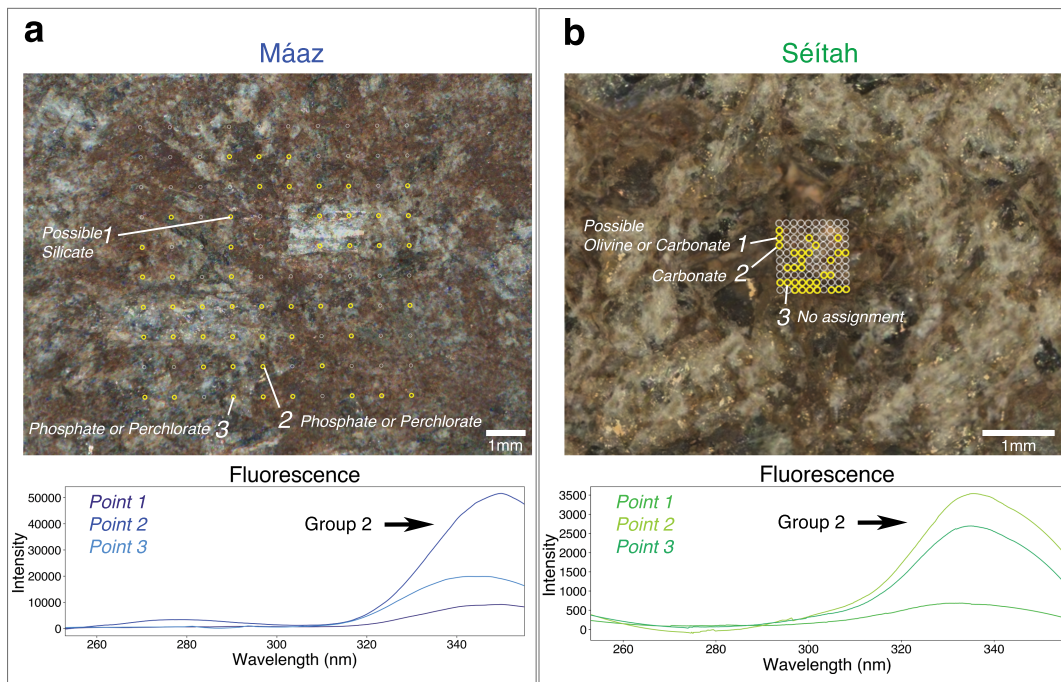 a
Máaz
Possible 1
Silicate
2 Phosphate or Perchlorate
Phosphate or Perchlorate 3
1mm
Fluorescence
Point 1
Point 2
Point 3
Group 2
Intensity
50000
40000
30000
20000
10000
0
260
280
300
320
340
Wavelength (nm)
b
Séítah
Possible
Olivine or Carbonate 1
Carbonate 2
3 No assignment
1mm
Fluorescence
Point 1
Point 2
Point 3
Group 2
Intensity
3500
3000
2500
2000
1500
1000
500
0
260
280
300
320
340
Wavelength (nm)